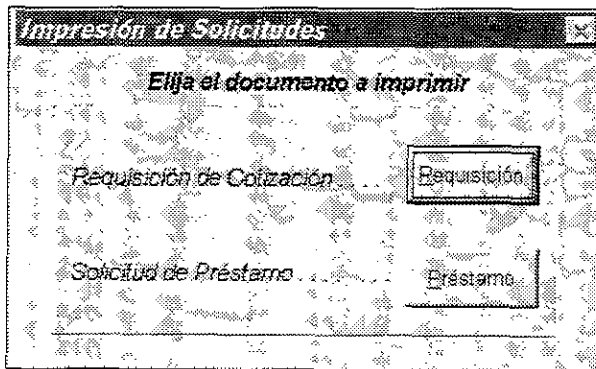 Impresión de Solicitudes
Elija el documento a imprimir
Requisición de Cotización... Requisición
Solicitud de Préstamo........ Préstamo